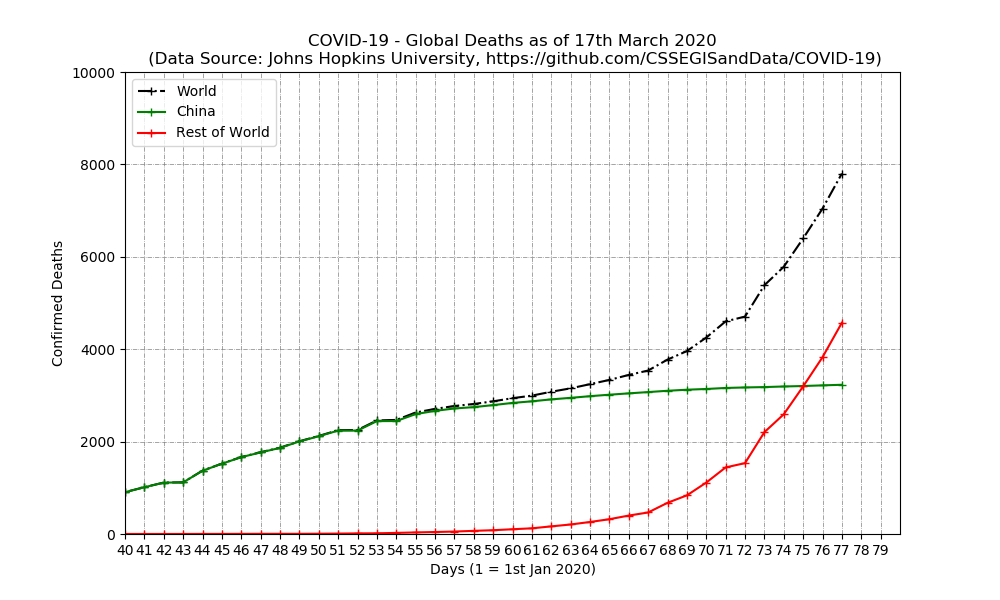 COVID-19 - Global Deaths as of 17th March 2020
(Data Source: Johns Hopkins University, https://github.com/CSSEGISandData/COVID-19)
World
China
Rest of World
Confirmed Deaths
10000
8000
6000
4000
2000
0
40 41 42 43 44 45 46 47 48 49 50 51 52 53 54 55 56 57 58 59 60 61 62 63 64 65 66 67 68 69 70 71 72 73 74 75 76 77 78 79
Days (1 = 1st Jan 2020)